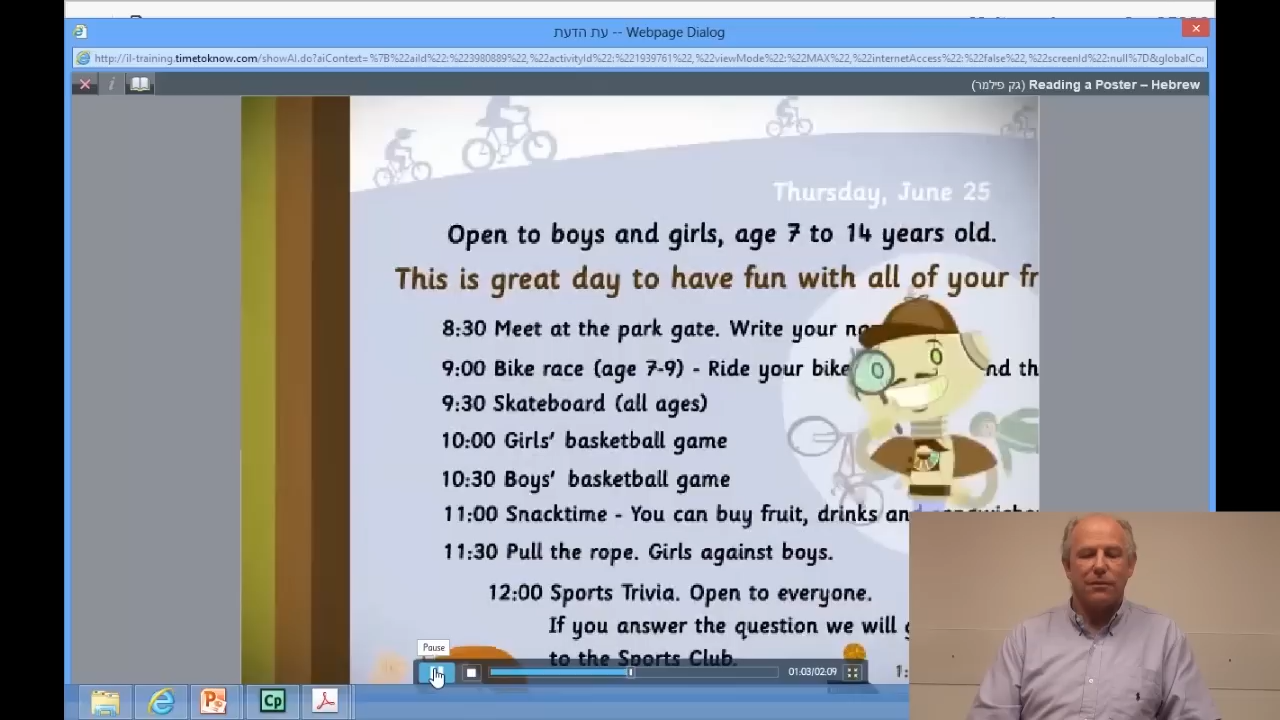 עת הדעת -- Webpage Dialog
http://il-training.timetoknow.com/showAI.do?aiContext=%7B%22aiId%22:%223980889%22,%22activityId%22:%221939761%22,%22viewMode%22:%22MAX%22,%22internetAccess%22:%22false%22,%22screenId%22:null%7D&globalCo
Reading a Poster – Hebrew (גק פילמר)
Thursday, June 25
Open to boys and girls, age 7 to 14 years old.
This is great day to have fun with all of your fr
8:30 Meet at the park gate. Write your
9:00 Bike race (age 7-9) - Ride your bike nd th
9:30 Skateboard (all ages)
10:00 Girls' basketball game
10:30 Boys' basketball game
11:00 Snacktime - You can buy fruit, drinks an
11:30 Pull the rope. Girls against boys.
12:00 Sports Trivia. Open to everyone.
If you answer the question we will
to the Sports Club.
Pause
01:03/02:09
Cp